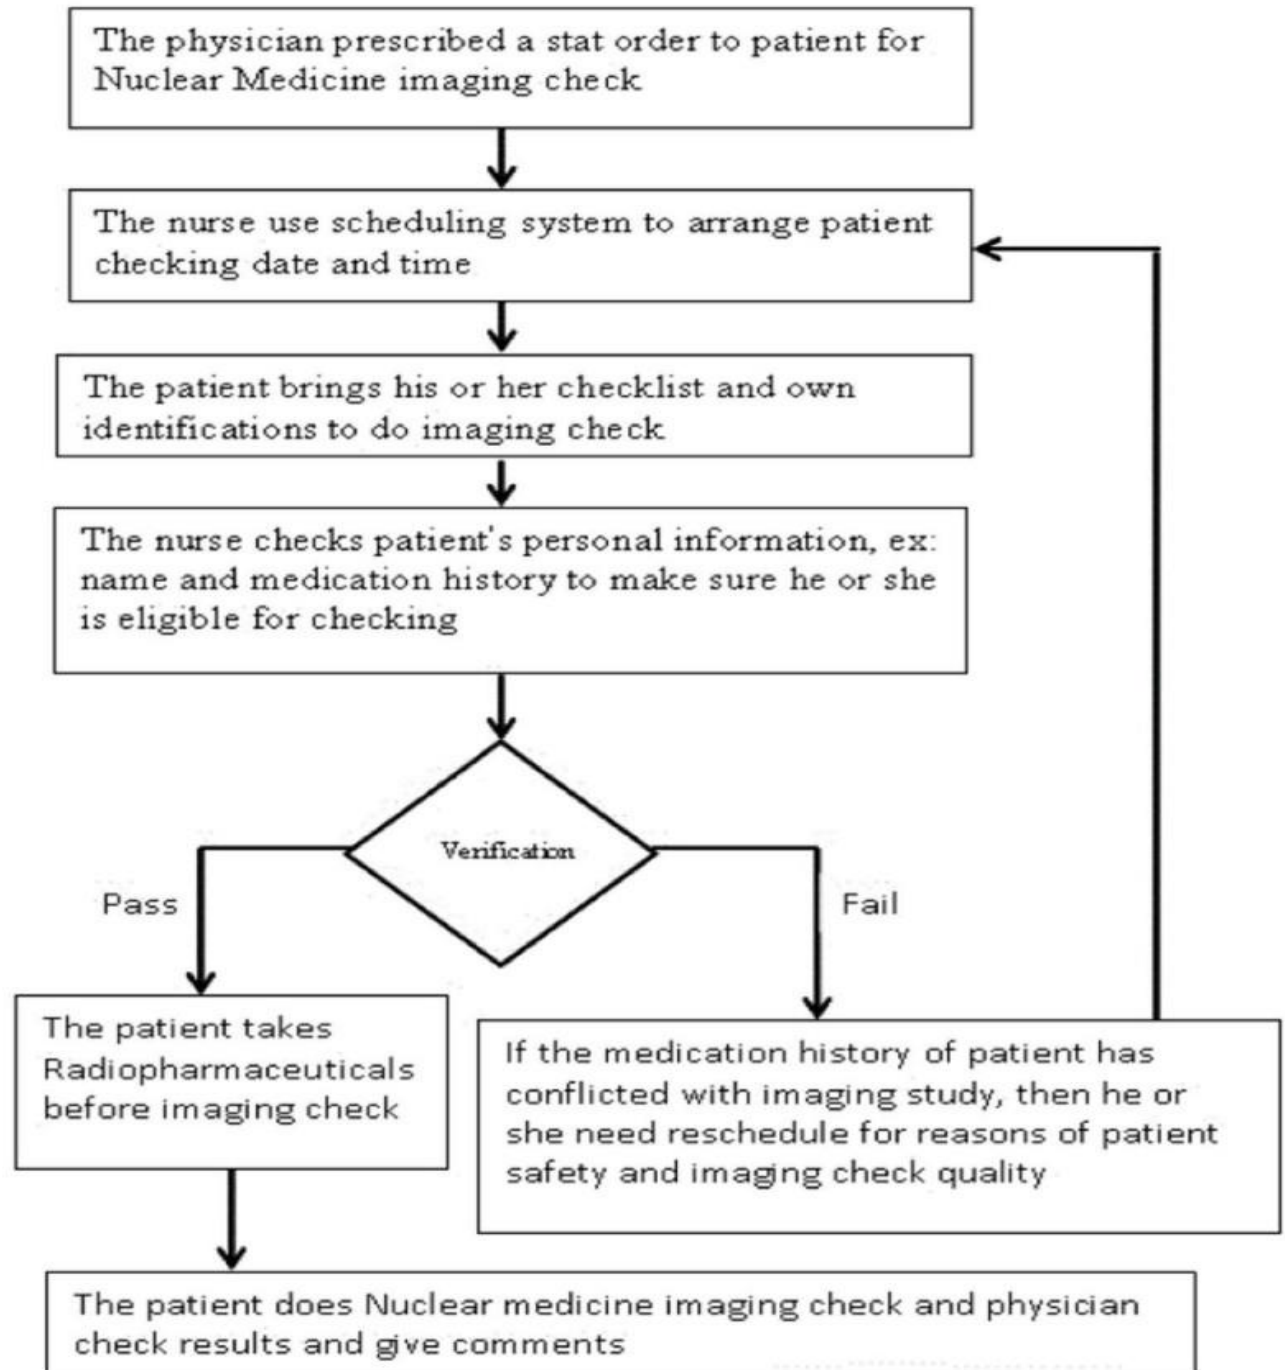 The physician prescribed a stat order to patient for
Nuclear Medicine imaging check
The nurse use scheduling system to arrange patient
checking date and time
The patient brings his or her checklist and own
identifications to do imaging check
The nurse checks patient's personal information, ex:
name and medication history to make sure he or she
is eligible for checking
Verification
Pass
Fail
The patient takes
Radiopharmaceuticals
before imaging check
If the medication history of patient has
conflicted with imaging study, then he or
she need reschedule for reasons of patient
safety and imaging check quality
The patient does Nuclear medicine imaging check and physician
check results and give comments